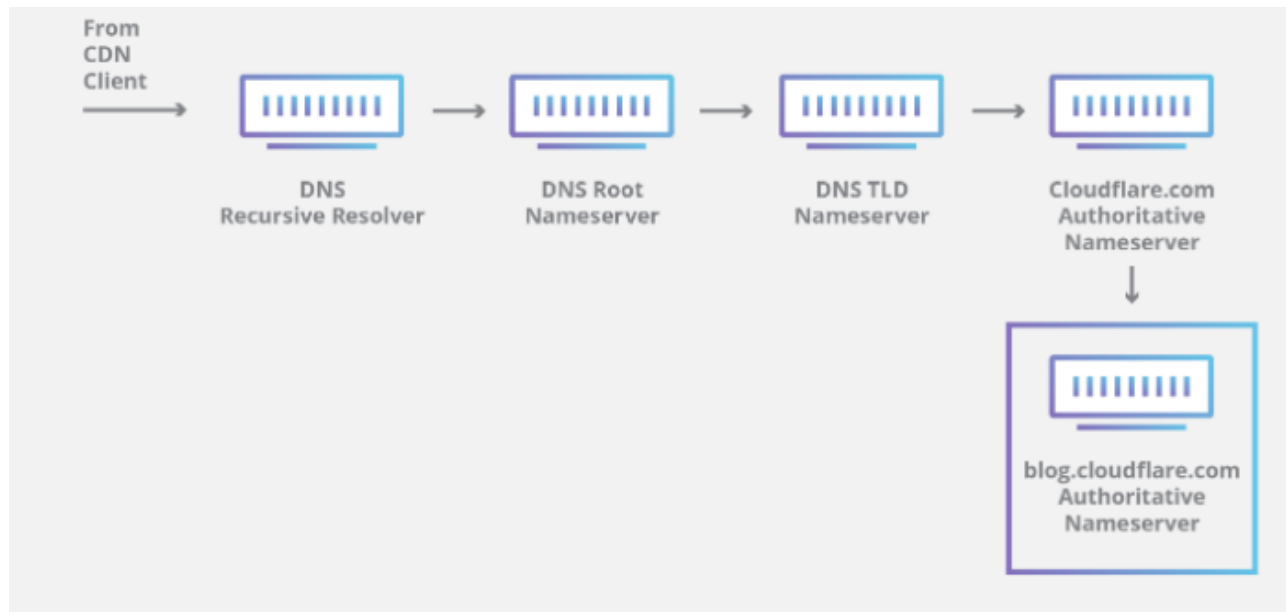 From
CDN
Client
DNS
Recursive Resolver
DNS Root
Nameserver
DNS TLD
Nameserver
Cloudflare.com
Authoritative
Nameserver
blog.cloudflare.com
Authoritative
Nameserver